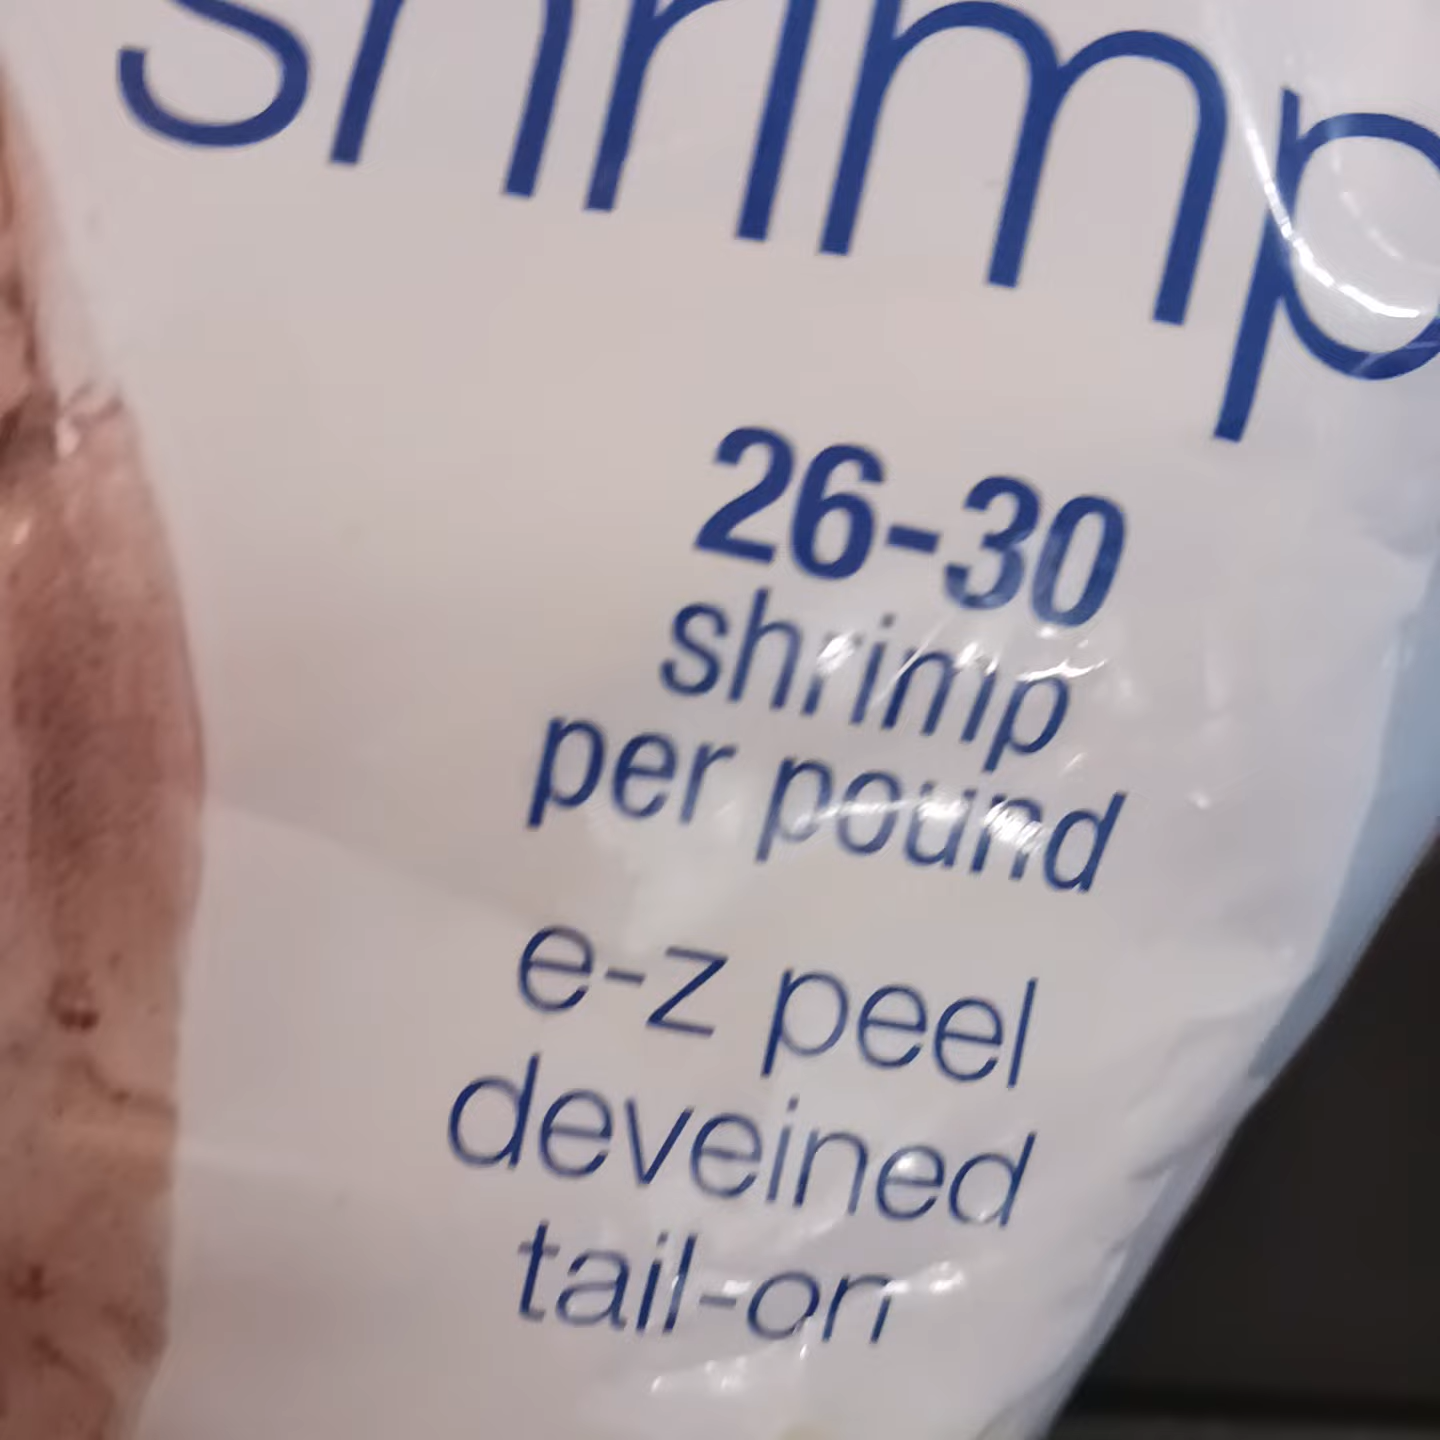 shrimp
26-30
shrimp
per pound
e-z peel
deveined
tail-on